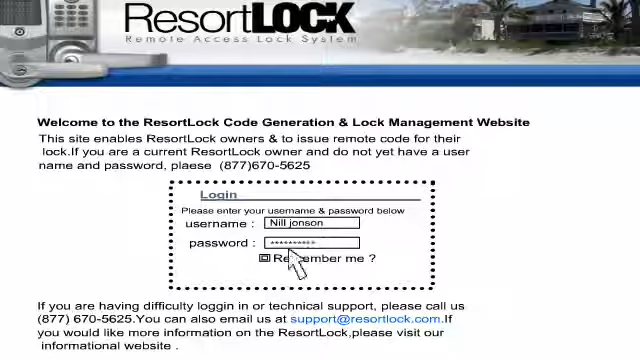 ResortLOCK
Remote Access Lock System
Welcome to the ResortLock Code Generation & Lock Management Website
This site enables ResortLock owners & to issue remote code for their
lock.If you are a current ResortLock owner and do not yet have a user
name and password, plaese (877)670-5625
Login
Please enter your username & password below
username : Nill jonson
password : **********
Remember me ?
If you are having difficulty loggin in or technical support, please call us
(877) 670-5625.You can also email us at support@resortlock.com.If
you would like more information on the ResortLock,please visit our
informational website .